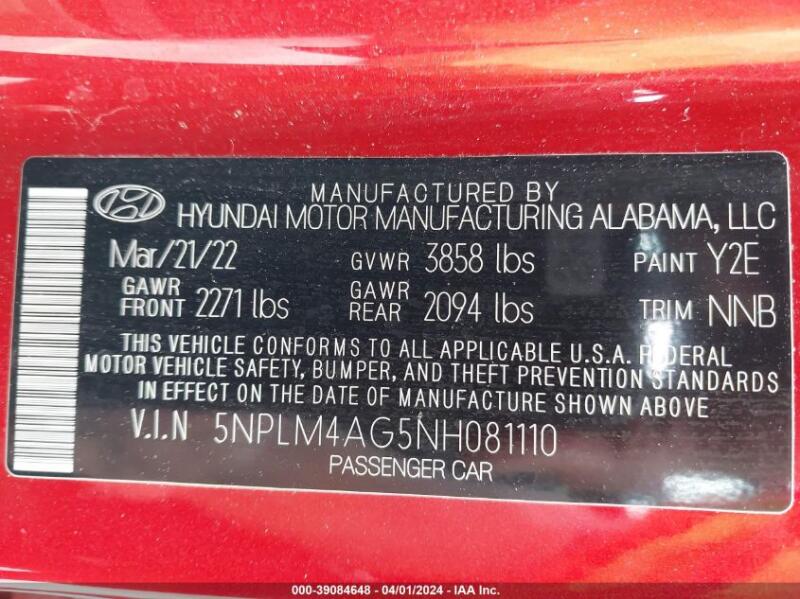 MANUFACTURED BY
HYUNDAI MOTOR MANUFACTURING ALABAMA, LLC
Mar/21/22 GVWR 3858 lbs PAINT Y2E
GAWR FRONT 2271 lbs GAWR REAR 2094 lbs TRIM NNB
THIS VEHICLE CONFORMS TO ALL APPLICABLE U.S.A. FEDERAL
MOTOR VEHICLE SAFETY, BUMPER, AND THEFT PREVENTION STANDARDS
IN EFFECT ON THE DATE OF MANUFACTURE SHOWN ABOVE
V.I.N 5NPLM4AG5NH081110
PASSENGER CAR
000-39084648 - 04/01/2024 - IAA Inc.